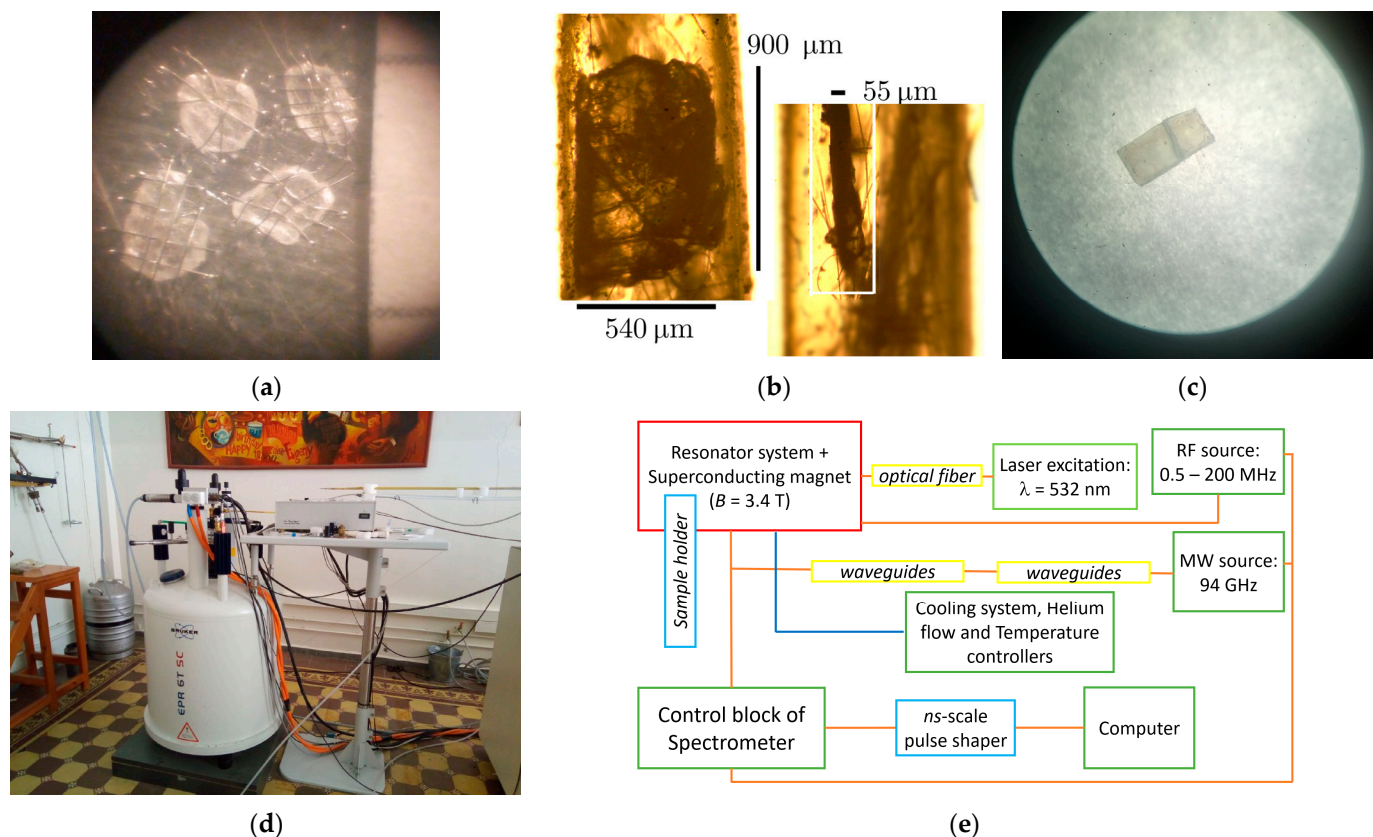 900 μm
55 μm
540 μm
(a)
(b)
(c)
HAPPY
BRUKER
EPR 6T SC
Resonator system +
Superconducting magnet
(B = 3.4 T)
Sample holder
optical fiber
Laser excitation:
λ = 532 nm
RF source:
0.5 – 200 MHz
waveguides
waveguides
MW source:
94 GHz
Cooling system, Helium
flow and Temperature
controllers
Control block of
Spectrometer
ns-scale
pulse shaper
Computer
(d)
(e)